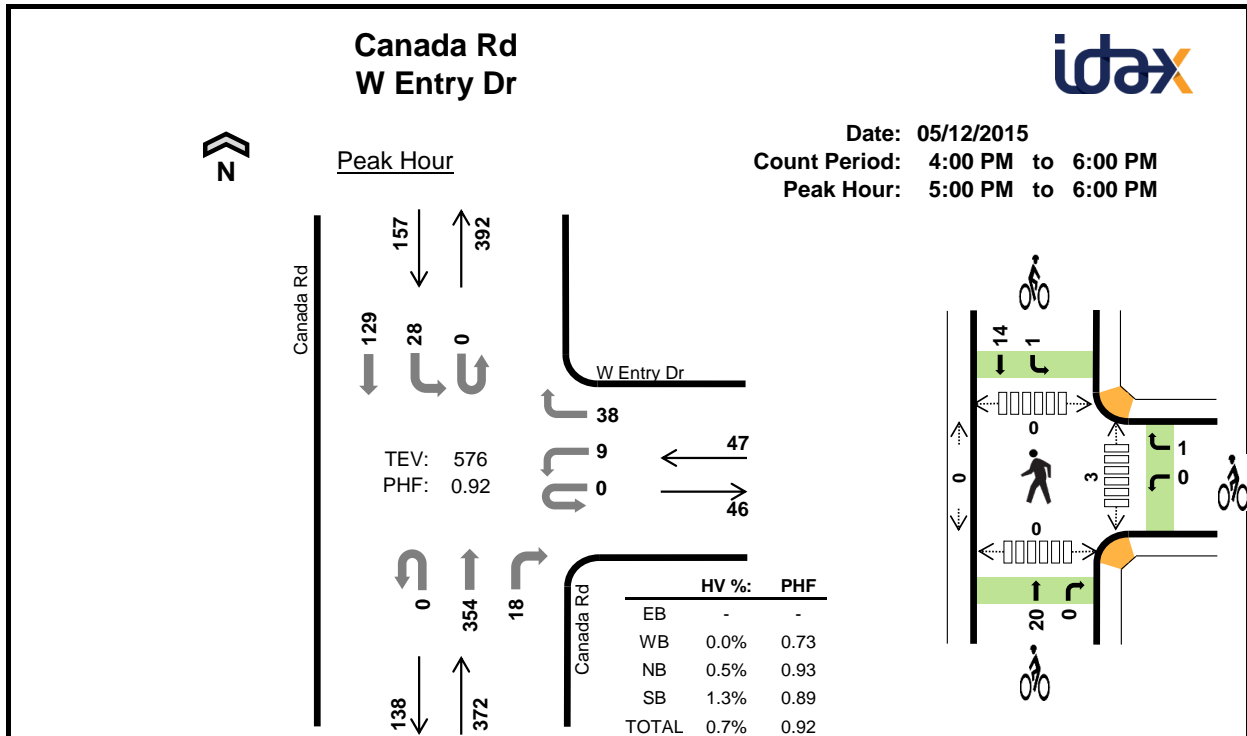 Canada Rd
W Entry Dr
idax
Date: 05/12/2015
Count Period: 4:00 PM to 6:00 PM
Peak Hour: 5:00 PM to 6:00 PM
N
Peak Hour
157
392
Canada Rd
129
28
0
W Entry Dr
38
9
0
47
46
TEV: 576
PHF: 0.92
0
354
18
Canada Rd
138
372
HV %: PHF
EB - -
WB 0.0% 0.73
NB 0.5% 0.93
SB 1.3% 0.89
TOTAL 0.7% 0.92
14
1
0
0
3
1
0
0
20
0